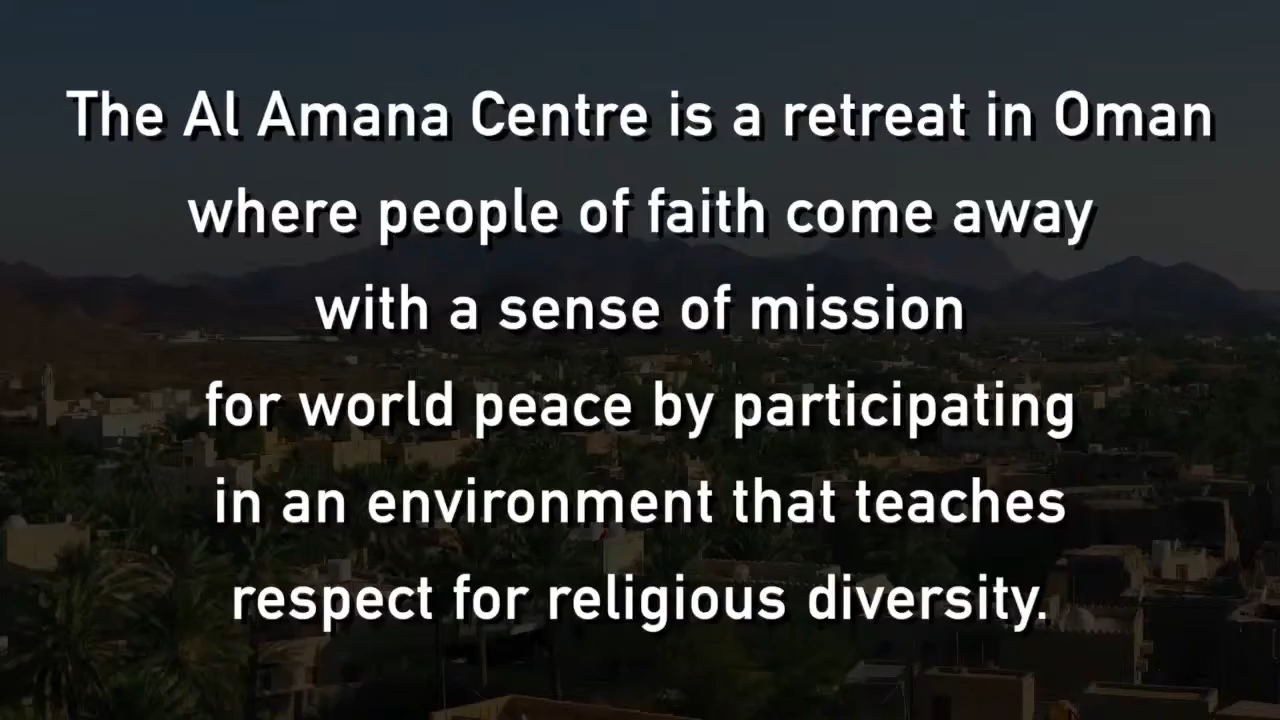 The Al Amana Centre is a retreat in Oman
where people of faith come away
with a sense of mission
for world peace by participating
in an environment that teaches
respect for religious diversity.